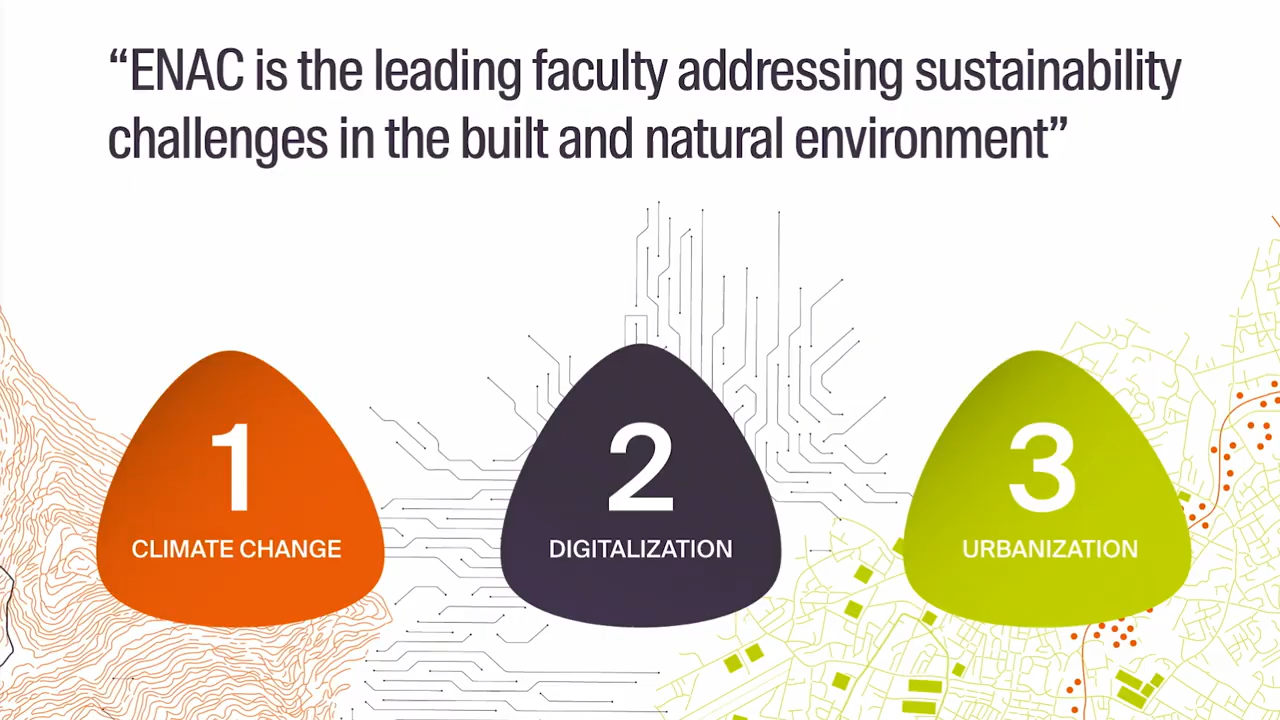 “ENAC is the leading faculty addressing sustainability
challenges in the built and natural environment”
1
CLIMATE CHANGE
2
DIGITALIZATION
3
URBANIZATION